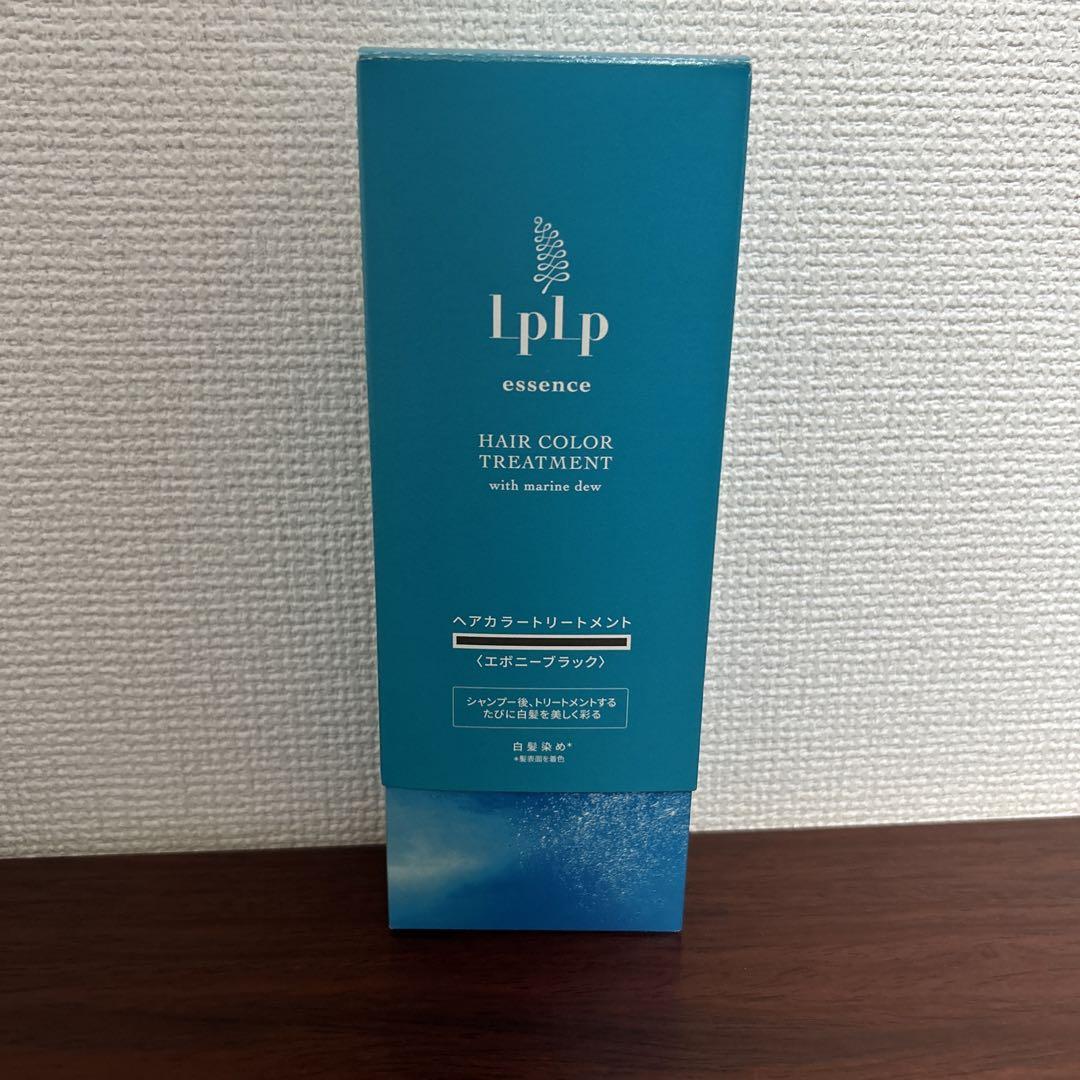 LpLp
essence
HAIR COLOR
TREATMENT
with marine dew
ヘアカラートリートメント
〈エボニーブラック〉
シャンプー後、トリートメントする
たびに白髪を美しく彩る
白髪染め*
*髪表面を着色